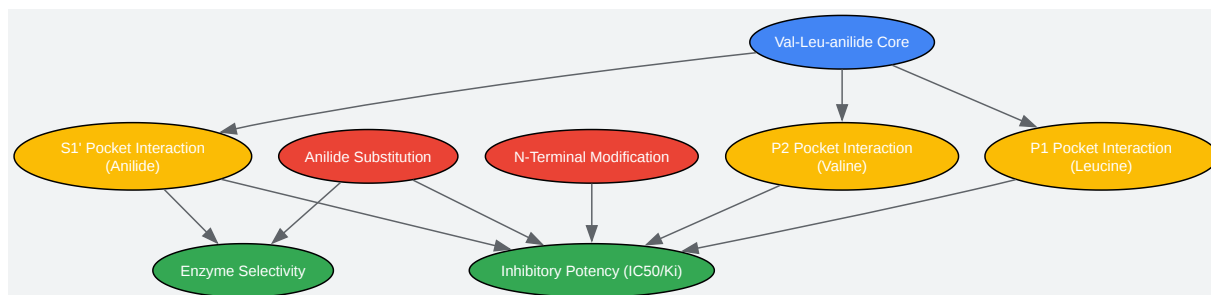 Val-Leu-anilide Core
S1' Pocket Interaction
(Anilide)
Anilide Substitution
N-Terminal Modification
P2 Pocket Interaction
(Valine)
P1 Pocket Interaction
(Leucine)
Enzyme Selectivity
Inhibitory Potency (IC50/Ki)